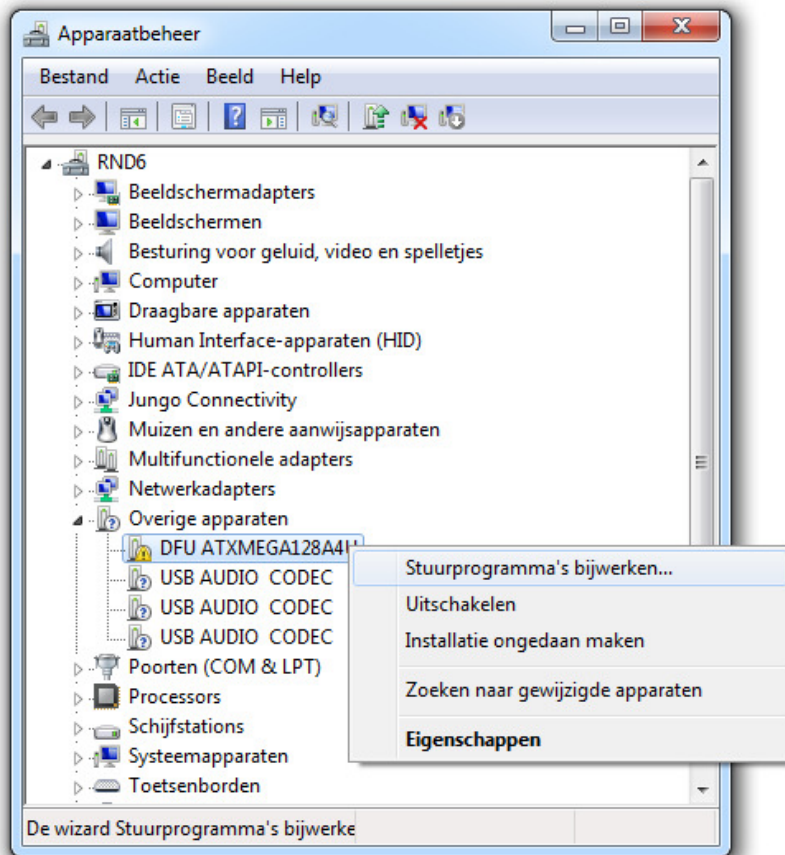 Apparaatbeheer
Bestand Actie Beeld Help
RND6
Beeldschermadapters
Beeldschermen
Besturing voor geluid, video en spelletjes
Computer
Draagbare apparaten
Human Interface-apparaten (HID)
IDE ATA/ATAPI-controllers
Jungo Connectivity
Muizen en andere aanwijsapparaten
Multifunctionele adapters
Netwerkadapters
Overige apparaten
DFU ATXMEGA128A4U
USB AUDIO  CODEC
USB AUDIO  CODEC
USB AUDIO  CODEC
Poorten (COM & LPT)
Processors
Schijfstations
Systeemapparaten
Toetsenborden
Stuurprogramma's bijwerken...
Uitschakelen
Installatie ongedaan maken
Zoeken naar gewijzigde apparaten
Eigenschappen
De wizard Stuurprogramma's bijwerke